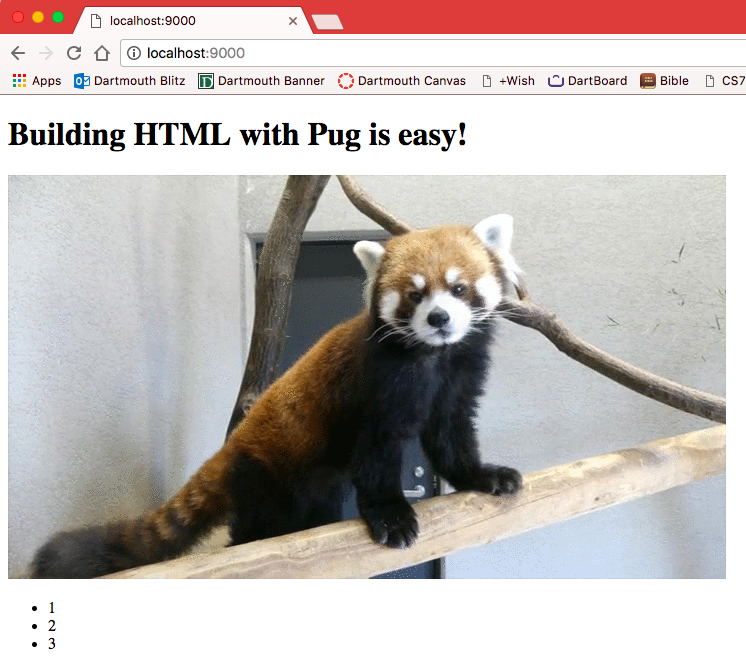 localhost:9000
localhost:9000
Apps Dartmouth Blitz Dartmouth Banner Dartmouth Canvas +Wish DartBoard Bible CS7
Building HTML with Pug is easy!
1
2
3